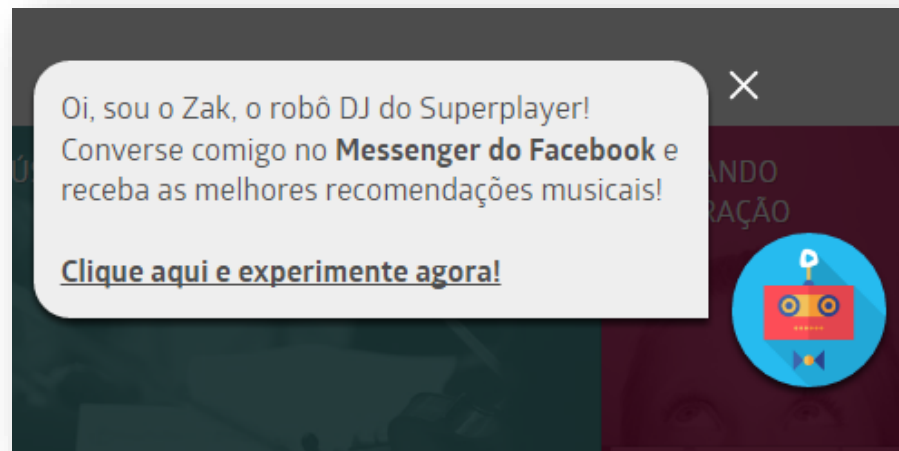 Oi, sou o Zak, o robô DJ do Superplayer!
Converse comigo no Messenger do Facebook e
receba as melhores recomendações musicais!
Clique aqui e experimente agora!